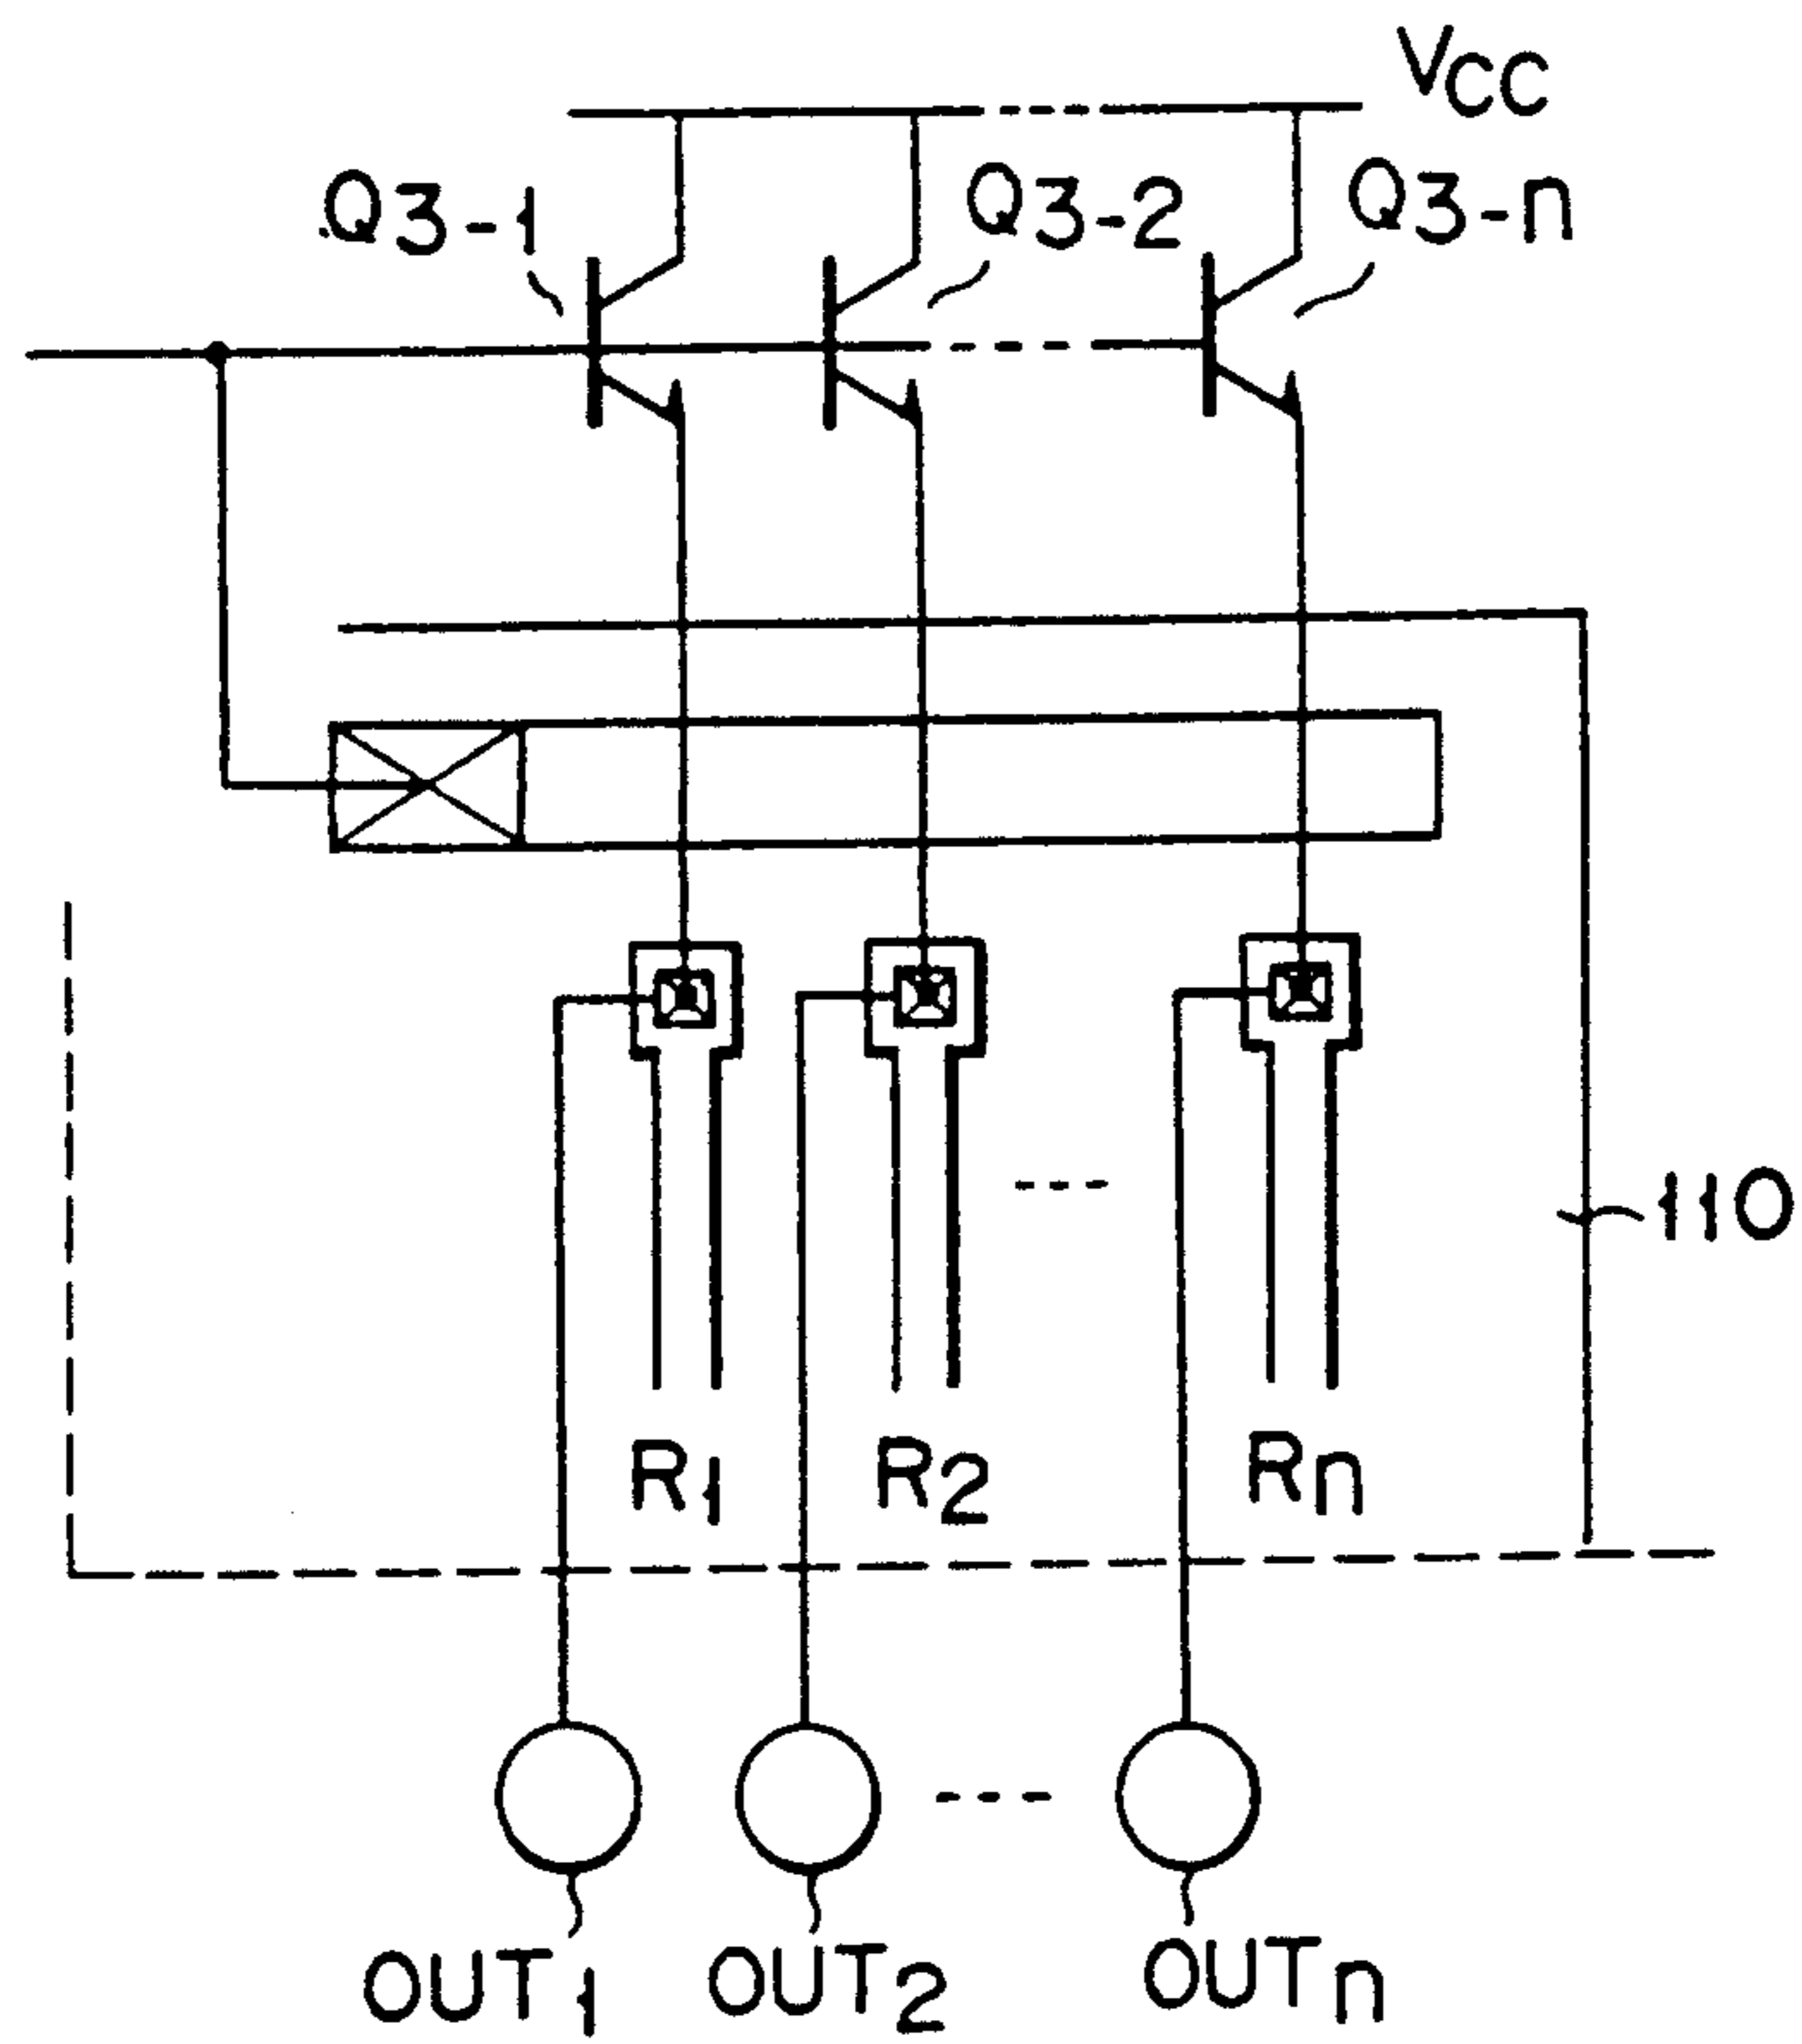 VCC
Q3-1
Q3-2
Q3-n
110
R1
R2
Rn
OUT1
OUT2
OUTn